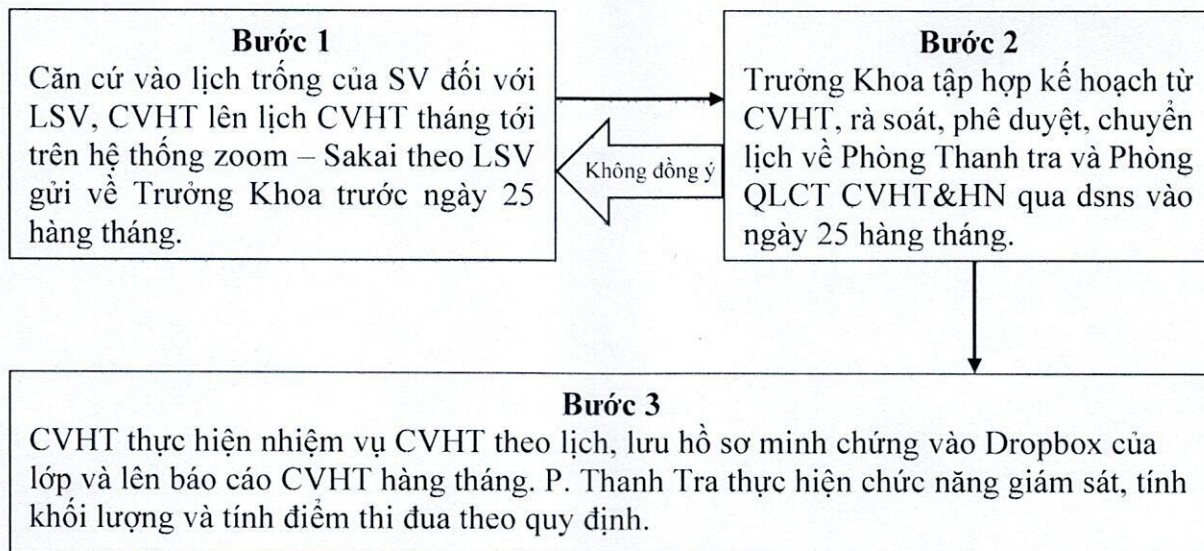 Bước 1
Căn cứ vào lịch trống của SV đối với
LSV, CVHT lên lịch CVHT tháng tới
trên hệ thống zoom – Sakai theo LSV
gửi về Trưởng Khoa trước ngày 25
hàng tháng.
Không đồng ý
Bước 2
Trưởng Khoa tập hợp kế hoạch từ
CVHT, rà soát, phê duyệt, chuyển
lịch về Phòng Thanh tra và Phòng
QLCT CVHT&HN qua dsns vào
ngày 25 hàng tháng.
Bước 3
CVHT thực hiện nhiệm vụ CVHT theo lịch, lưu hồ sơ minh chứng vào Dropbox của
lớp và lên báo cáo CVHT hàng tháng. P. Thanh Tra thực hiện chức năng giám sát, tính
khối lượng và tính điểm thi đua theo quy định.